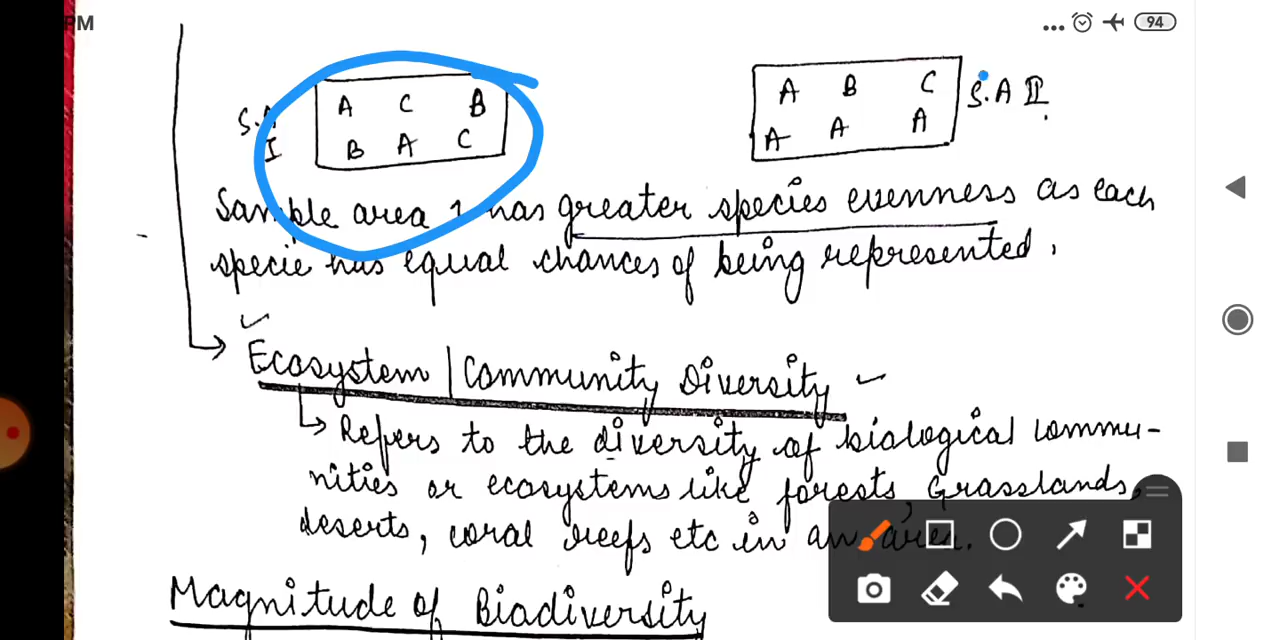 PM
... 94
A C B
S.A
I
B A C
A B C
S.A II
A A A
Sample area 1 has greater species evenness as each
specie has equal chances of being represented.
Ecosystem | Community Diversity
Refers to the diversity of biological commu-
nities or ecosystems like forests, Grasslands,
deserts, coral reefs etc in an area.
Magnitude of Biodiversity